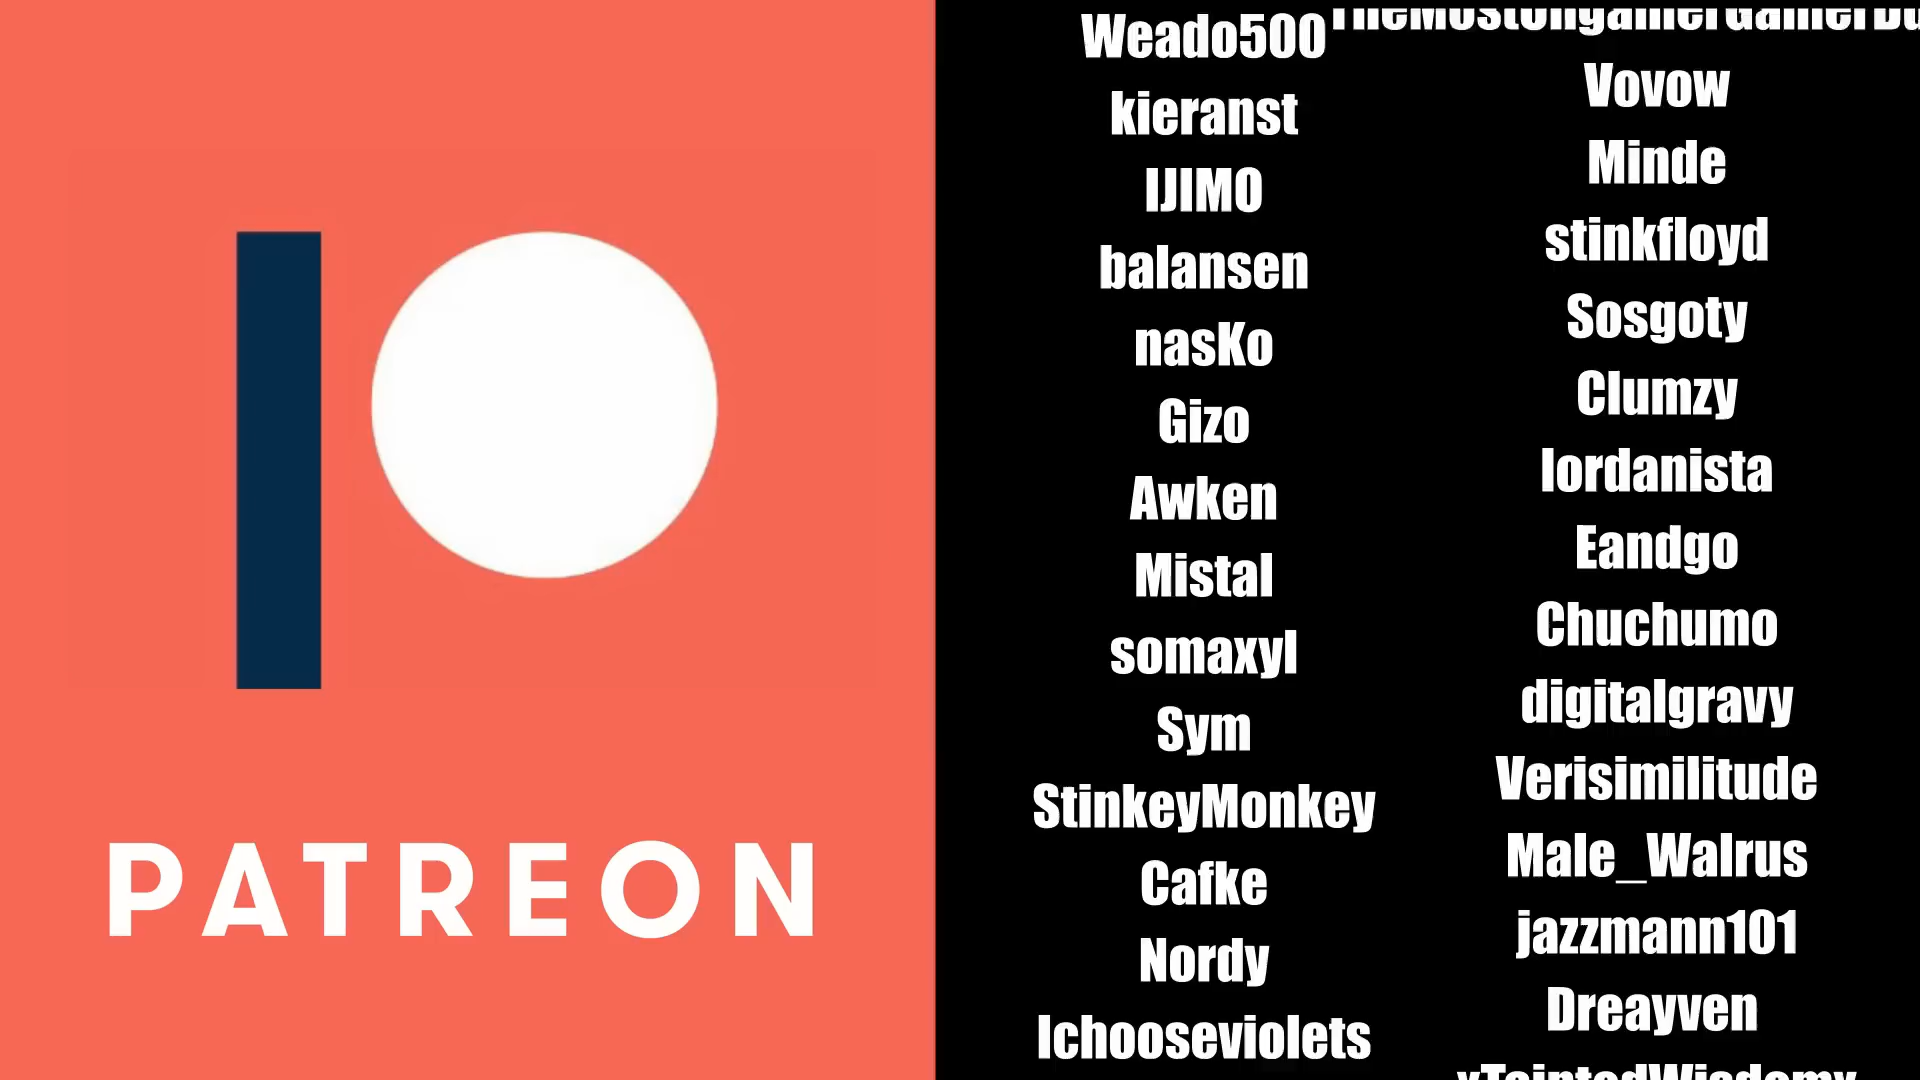 PATREON
Weado500
kieranst
IJIMO
balansen
nasKo
Gizo
Awken
Mistal
somaxyl
Sym
StinkeyMonkey
Cafke
Nordy
Ichooseviolets
Vovow
Minde
stinkfloyd
Sosgoty
Clumzy
lordanista
Eandgo
Chuchumo
digitalgravy
Verisimilitude
Male_Walrus
jazzmann101
Dreayven